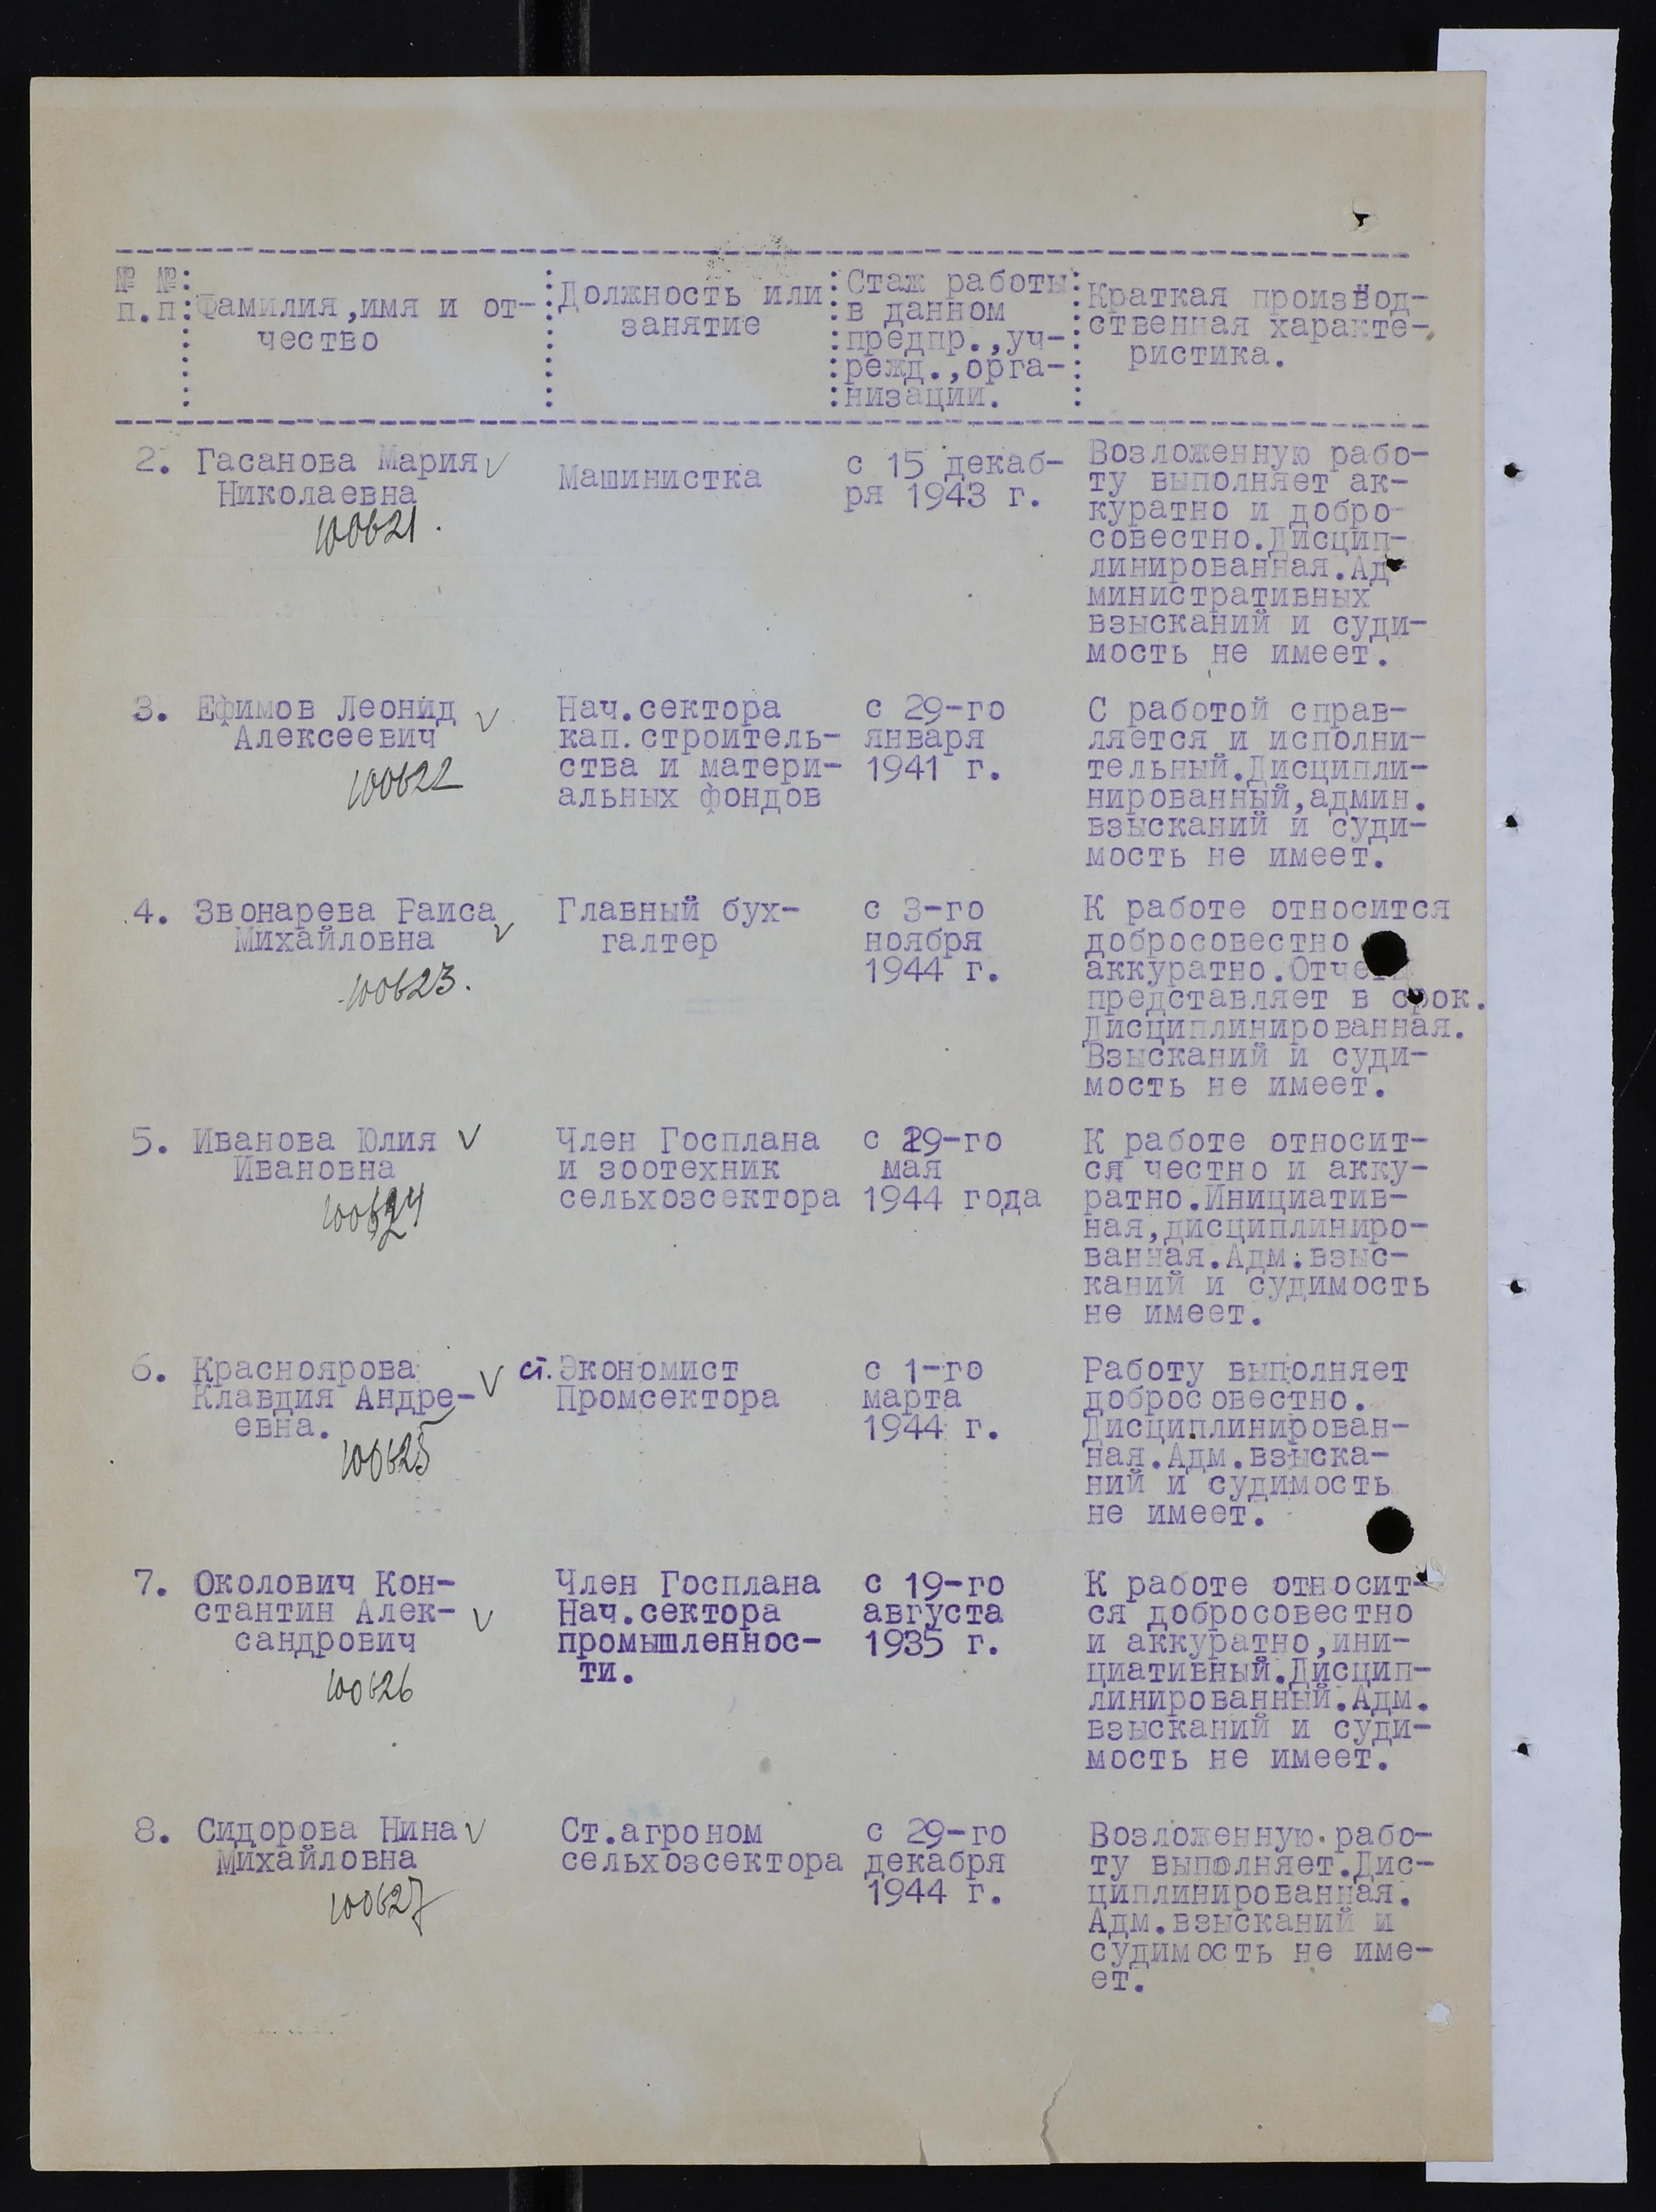 № №
п.п
Фамилия,имя и от-
чество
Должность или
занятие
Стаж работы
в данном
предпр.,уч-
режд.,орга-
низации.
Краткая производ-
ственная характе-
ристика.
2. Гасанова Мария
Николаевна
100621.
Машинистка
с 15 декаб-
ря 1943 г.
Возложенную рабо-
ту выполняет ак-
куратно и добро-
совестно.Дисцип-
линированная.Ад-
министративных
взысканий и суди-
мость не имеет.
3. Ефимов Леонид
Алексеевич
100622
Нач.сектора
кап.строитель-
ства и матери-
альных фондов
с 29-го
января
1941 г.
С работой справ-
ляется и исполни-
тельный.Дисципли-
нированный,админ.
взысканий и суди-
мость не имеет.
4. Звонарева Раиса
Михайловна
100623.
Главный бух-
галтер
с 3-го
ноября
1944 г.
К работе относится
добросовестно
аккуратно.Отчеты
представляет в срок.
Дисциплинированная.
Взысканий и суди-
мость не имеет.
5. Иванова Юлия
Ивановна
100624
Член Госплана
и зоотехник
сельхозсектора
с 29-го
мая
1944 года
К работе относит-
ся честно и акку-
ратно.Инициатив-
ная,дисциплиниро-
ванная.Адм.взыс-
каний и судимость
не имеет.
6. Красноярова
Клавдия Андре-
евна.
100625
ст.Экономист
Промсектора
с 1-го
марта
1944 г.
Работу выполняет
добросовестно.
Дисциплинирован-
ная.Адм.взыска-
ний и судимость
не имеет.
7. Околович Кон-
стантин Алек-
сандрович
100626
Член Госплана
Нач.сектора
промышленнос-
ти.
с 19-го
августа
1935 г.
К работе относит-
ся добросовестно
и аккуратно,ини-
циативный.Дисцип-
линированный.Адм.
взысканий и суди-
мость не имеет.
8. Сидорова Нина
Михайловна
100627
Ст.агроном
сельхозсектора
с 29-го
декабря
1944 г.
Возложенную рабо-
ту выполняет.Дис-
циплинированная.
Адм.взысканий и
судимость не име-
ет.